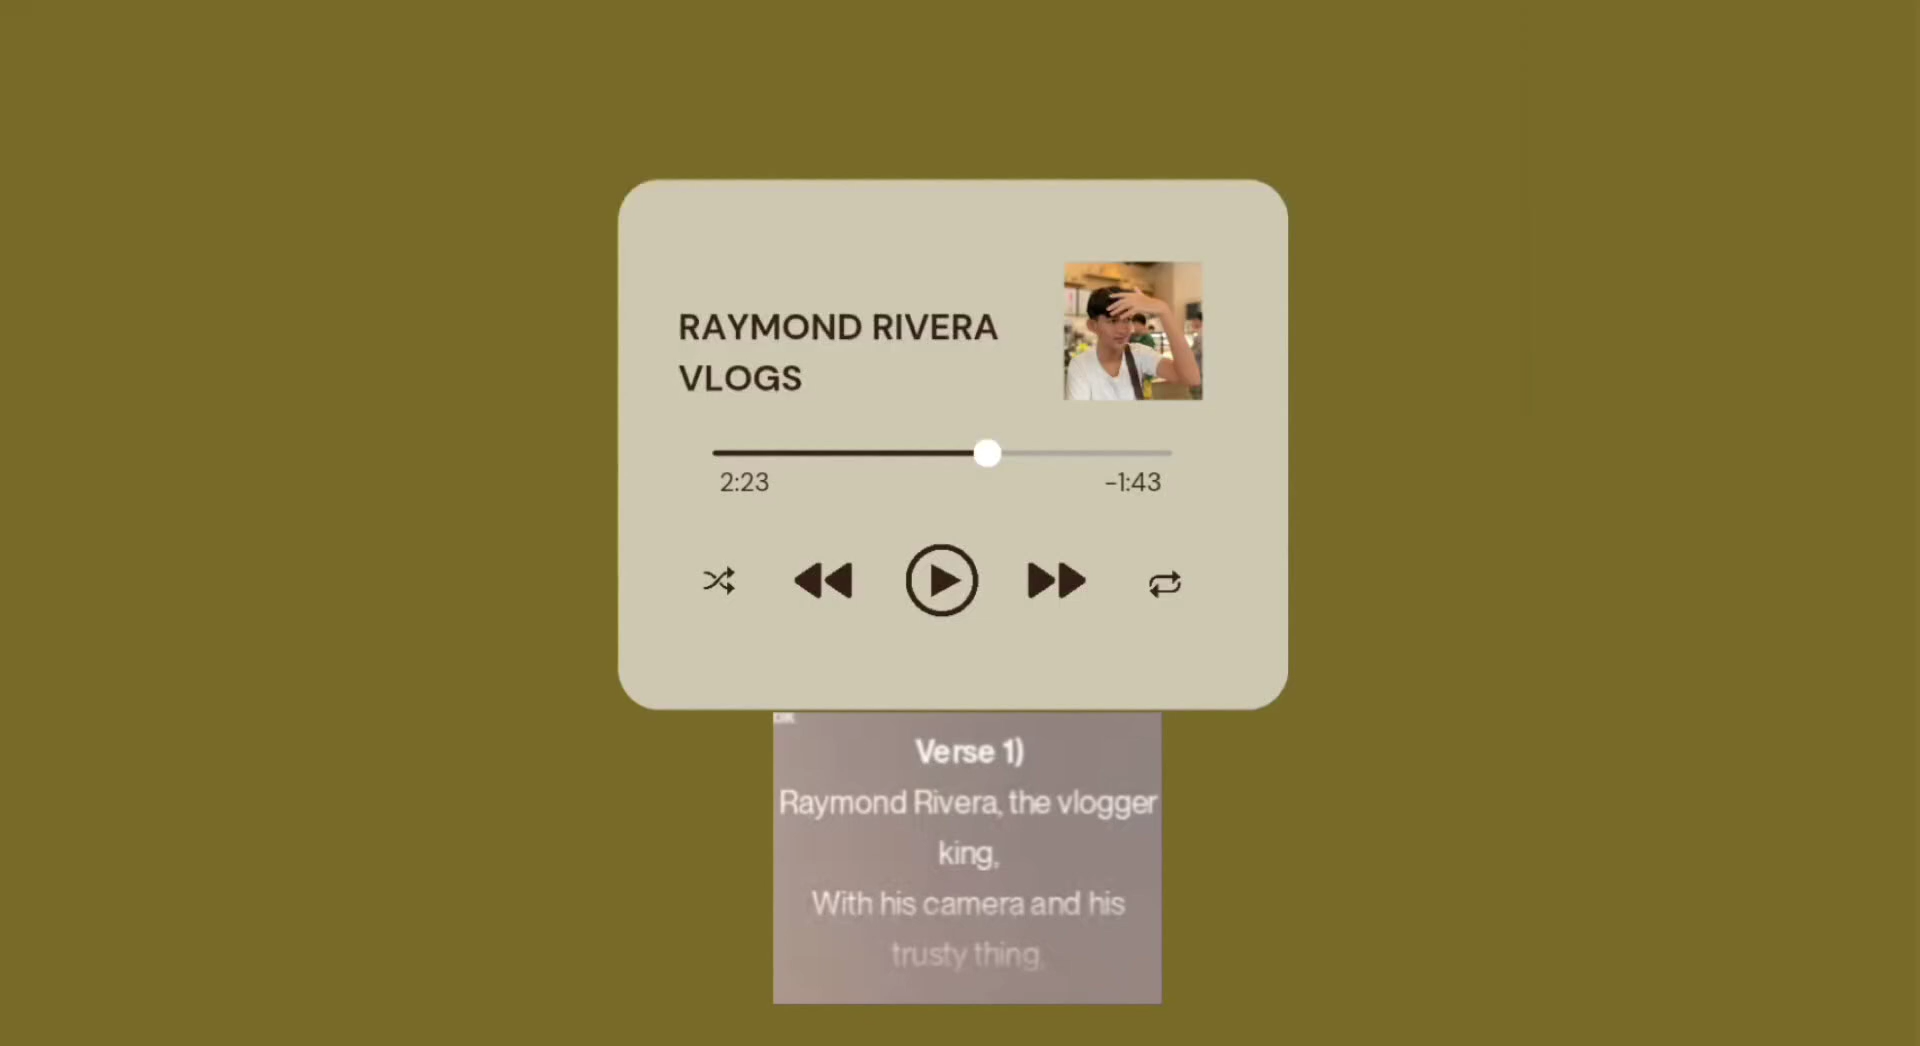 RAYMOND RIVERA
VLOGS
2:23
-1:43
Verse 1)
Raymond Rivera, the vlogger
king,
With his camera and his
trusty thing,